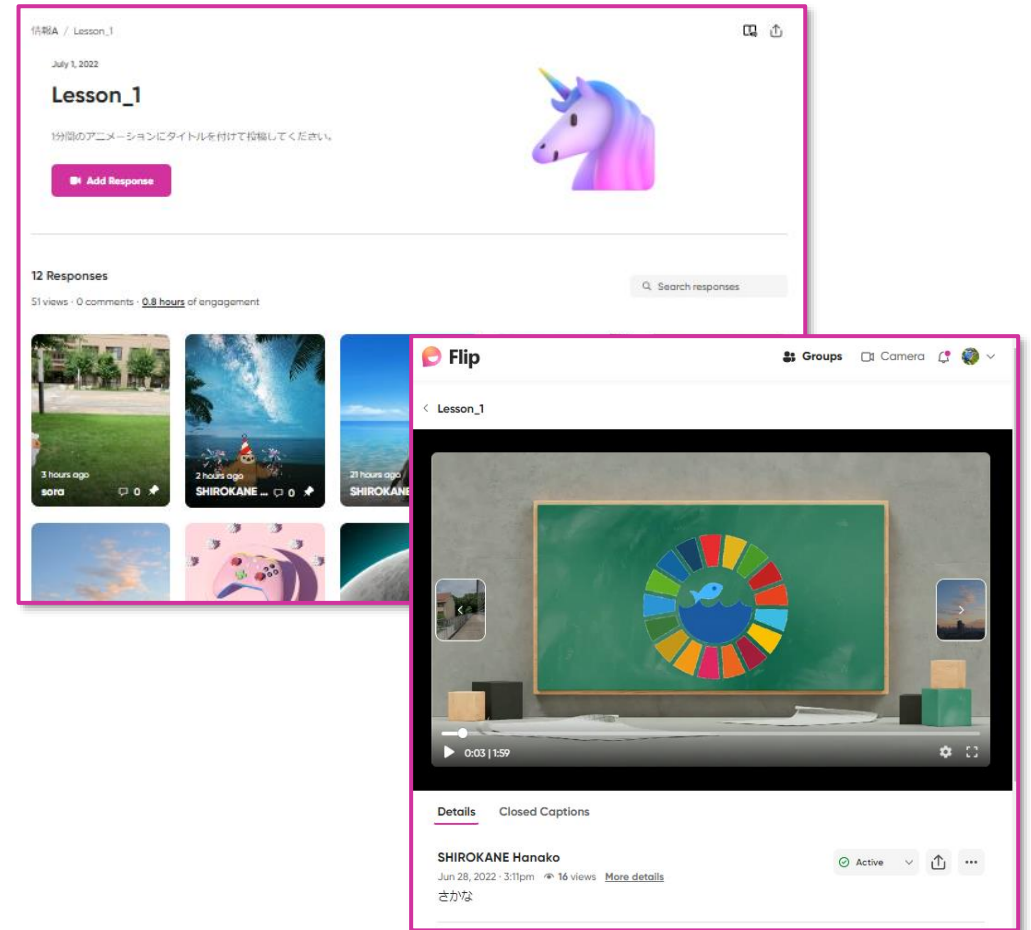 情報A / Lesson_1
July 1, 2022
Lesson_1
1分間のアニメーションにタイトルを付けて投稿してください。
Add Response
12 Responses
51 views · 0 comments · 0.8 hours of engagement
Search responses
3 hours ago
sora 0
2 hours ago
SHIROKANE ... 0
21 hours ago
SHIROKANE
Flip
Groups
Camera
Lesson_1
0:03 | 1:59
Details
Closed Captions
SHIROKANE Hanako
Active
Jun 28, 2022 · 3:11pm 16 views More details
さかな